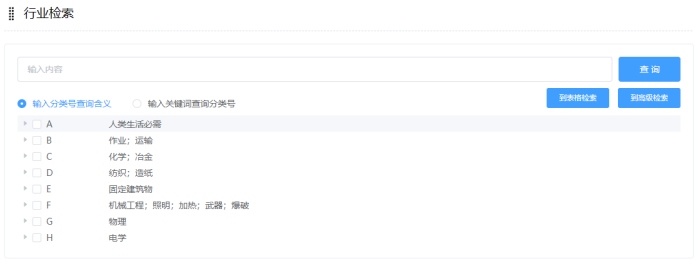 行业检索
输入内容
查 询
输入分类号查询含义 输入关键词查询分类号 到表格检索 到高级检索
A 人类生活必需
B 作业；运输
C 化学；冶金
D 纺织；造纸
E 固定建筑物
F 机械工程；照明；加热；武器；爆破
G 物理
H 电学